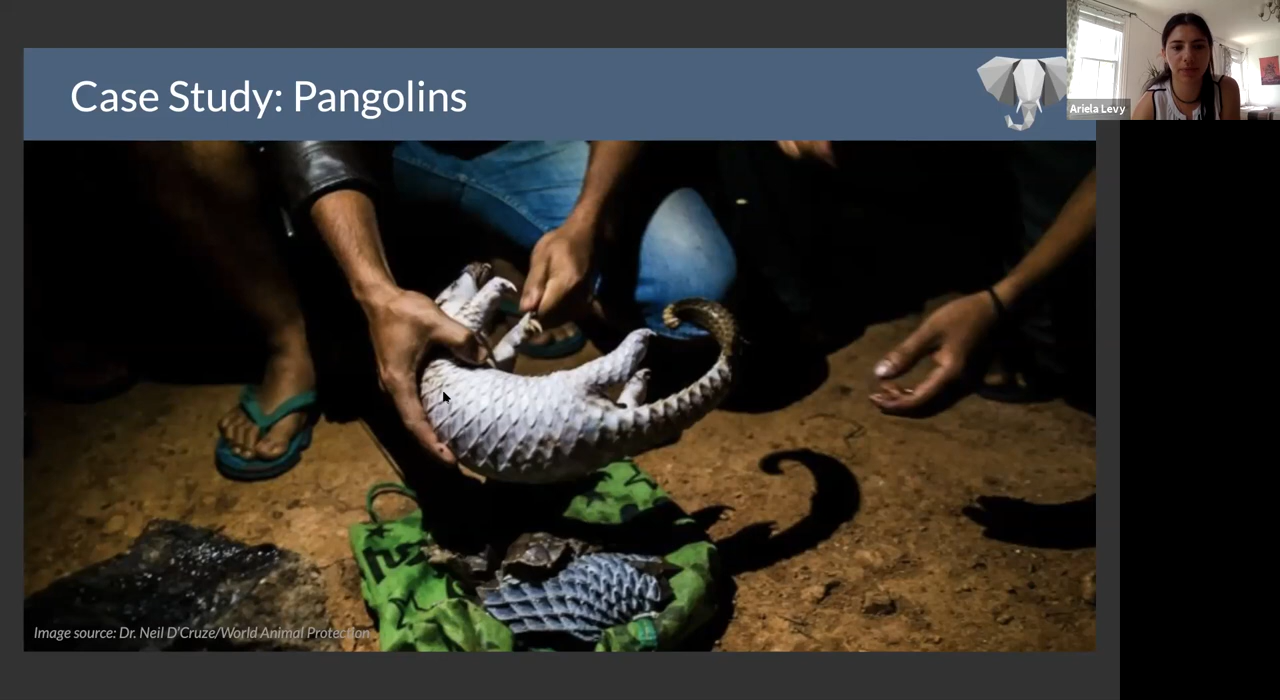 Case Study: Pangolins
Ariela Levy
Image source: Dr. Neil D'Cruze/World Animal Protection